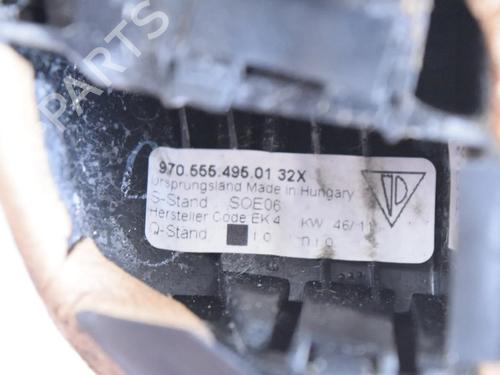 B-PARTS
970.555.495.01 32X
Ursprungsland Made in Hungary
S-Stand SOE06
Hersteller Code EK 4 KW 46/11
Q-Stand